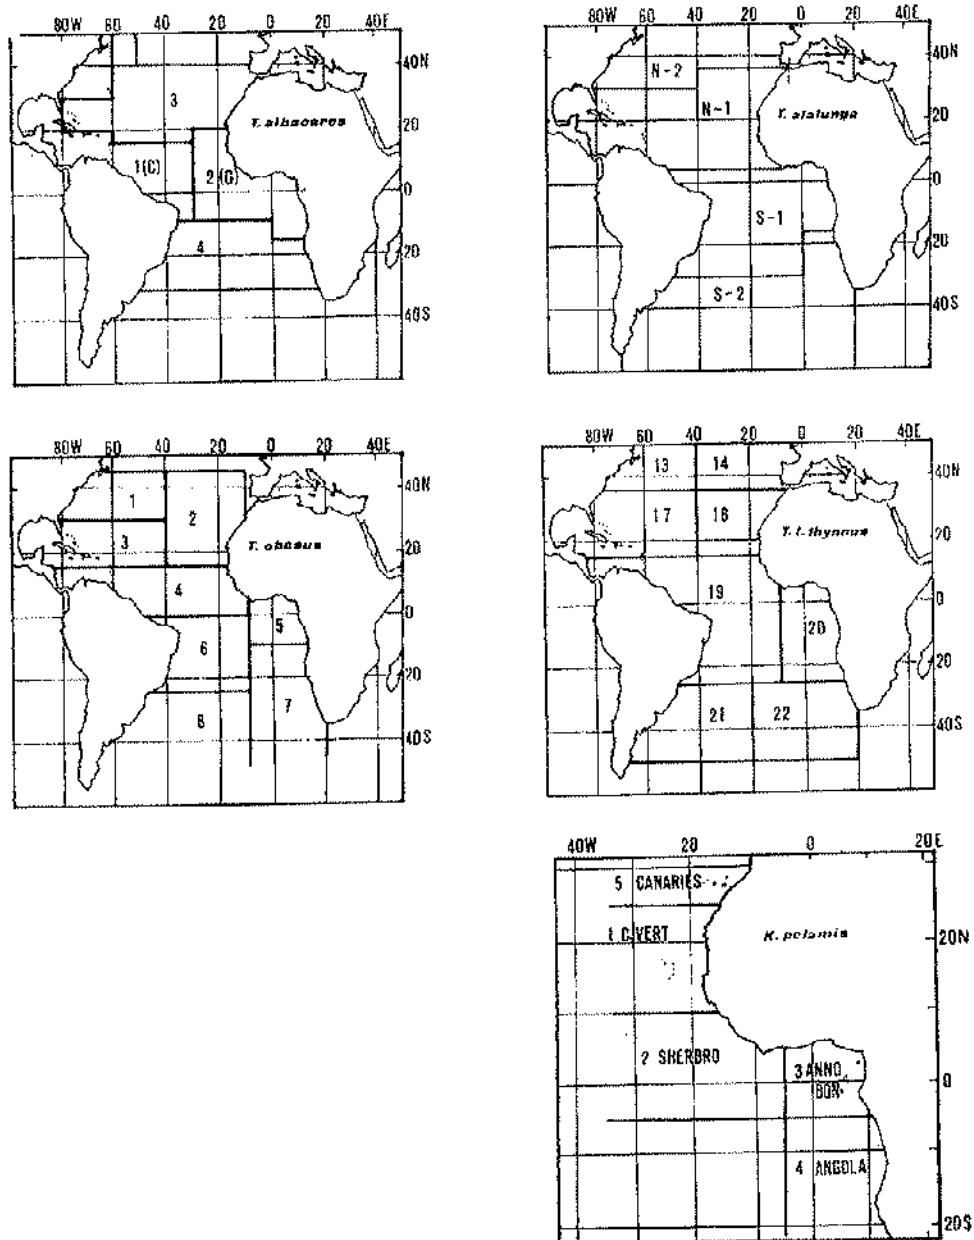 80W 60 40 20 0 20 40E
40N
3
T. albacares
20
1(C)
2(G)
0
4
20
40S
80W 60 40 20 0 20 40E
40N
N-2
N-1
T. alalunga
20
0
S-1
20
S-2
40S
80W 60 40 20 0 20 40E
40N
1
2
3
T. obesus
20
4
0
5
6
20
7
8
40S
80W 60 40 20 0 20 40E
13 14
40N
17 18
T. t. thynnus
20
19
0
20
20
21 22
40S
40W 20 0 20E
5 CANARIES
1 C.VERT
K. pelamis
20N
2 SHERBRO
3 ANNO
BON
0
4 ANGOLA
20S